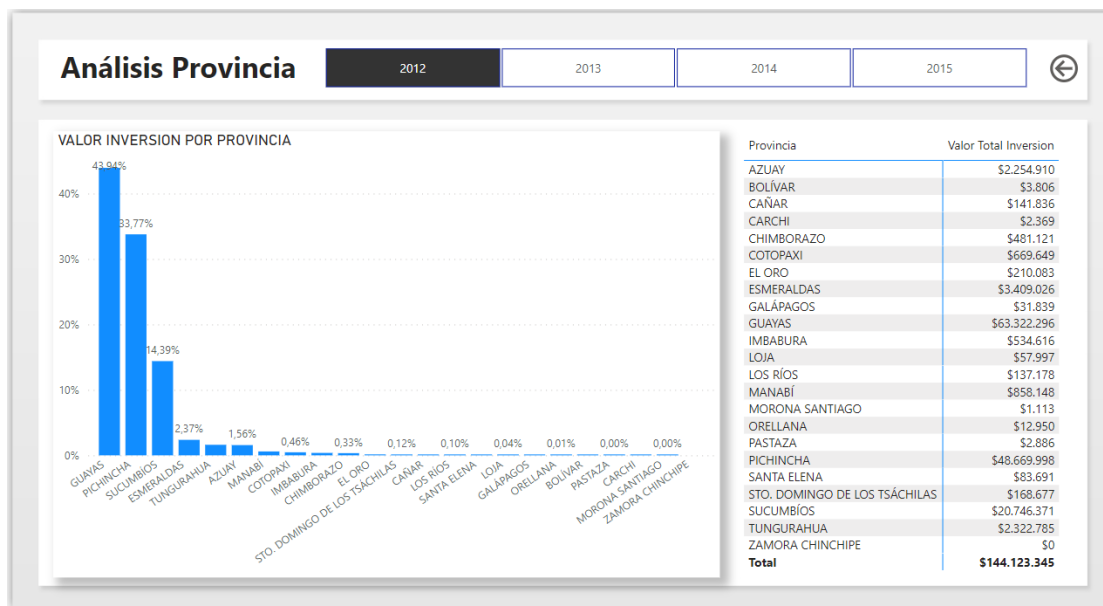 Análisis Provincia
2012
2013
2014
2015
VALOR INVERSION POR PROVINCIA
43,94%
40%
33,77%
30%
20%
14,39%
10%
2,37%
1,56%
0,46%
0,33%
0,12%
0,10%
0,04%
0,01%
0,00%
0,00%
0%
GUAYAS
PICHINCHA
SUCUMBÍOS
ESMERALDAS
TUNGURAHUA
AZUAY
MANABÍ
COTOPAXI
IMBABURA
CHIMBORAZO
EL ORO
STO. DOMINGO DE LOS TSÁCHILAS
CAÑAR
LOS RÍOS
SANTA ELENA
LOJA
GALÁPAGOS
ORELLANA
BOLÍVAR
PASTAZA
CARCHI
MORONA SANTIAGO
ZAMORA CHINCHIPE
Provincia Valor Total Inversion
AZUAY $2.254.910
BOLÍVAR $3.806
CAÑAR $141.836
CARCHI $2.369
CHIMBORAZO $481.121
COTOPAXI $669.649
EL ORO $210.083
ESMERALDAS $3.409.026
GALÁPAGOS $31.839
GUAYAS $63.322.296
IMBABURA $534.616
LOJA $57.997
LOS RÍOS $137.178
MANABÍ $858.148
MORONA SANTIAGO $1.113
ORELLANA $12.950
PASTAZA $2.886
PICHINCHA $48.669.998
SANTA ELENA $83.691
STO. DOMINGO DE LOS TSÁCHILAS $168.677
SUCUMBÍOS $20.746.371
TUNGURAHUA $2.322.785
ZAMORA CHINCHIPE $0
Total $144.123.345